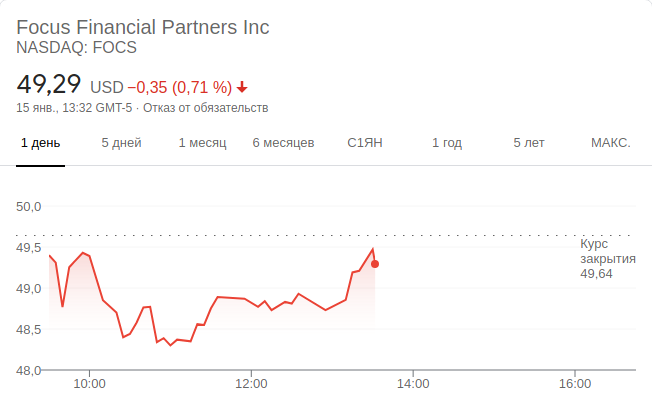 Focus Financial Partners Inc
NASDAQ: FOCS
49,29 USD −0,35 (0,71 %)
15 янв., 13:32 GMT-5 · Отказ от обязательств
1 день 5 дней 1 месяц 6 месяцев С1ЯН 1 год 5 лет МАКС.
50,0
49,5
49,0
48,5
48,0
Курс
закрытия
49,64
10:00 12:00 14:00 16:00